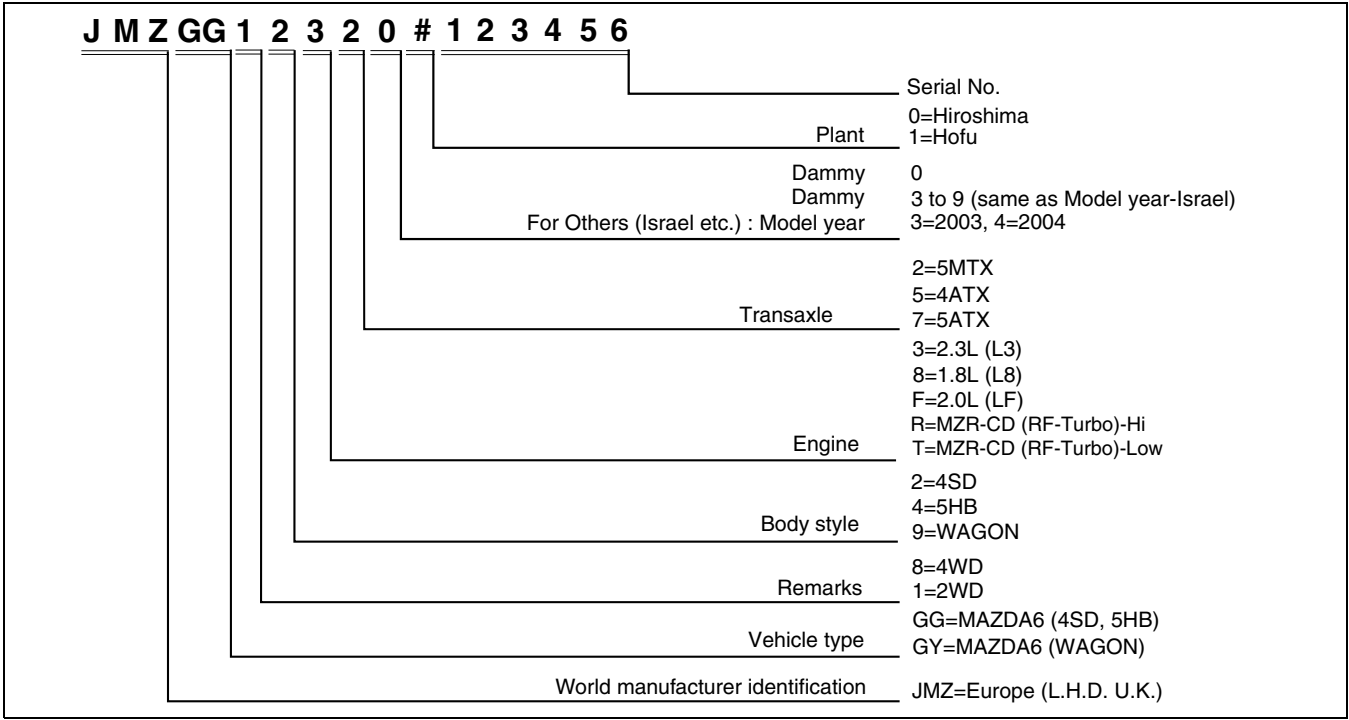 J M Z GG 1 2 3 2 0 # 1 2 3 4 5 6
Serial No.
0=Hiroshima
Plant 1=Hofu
Dammy 0
Dammy 3 to 9 (same as Model year-Israel)
For Others (Israel etc.) : Model year 3=2003, 4=2004
2=5MTX
5=4ATX
Transaxle 7=5ATX
3=2.3L (L3)
8=1.8L (L8)
F=2.0L (LF)
R=MZR-CD (RF-Turbo)-Hi
Engine T=MZR-CD (RF-Turbo)-Low
2=4SD
4=5HB
Body style 9=WAGON
8=4WD
Remarks 1=2WD
GG=MAZDA6 (4SD, 5HB)
Vehicle type GY=MAZDA6 (WAGON)
World manufacturer identification JMZ=Europe (L.H.D. U.K.)